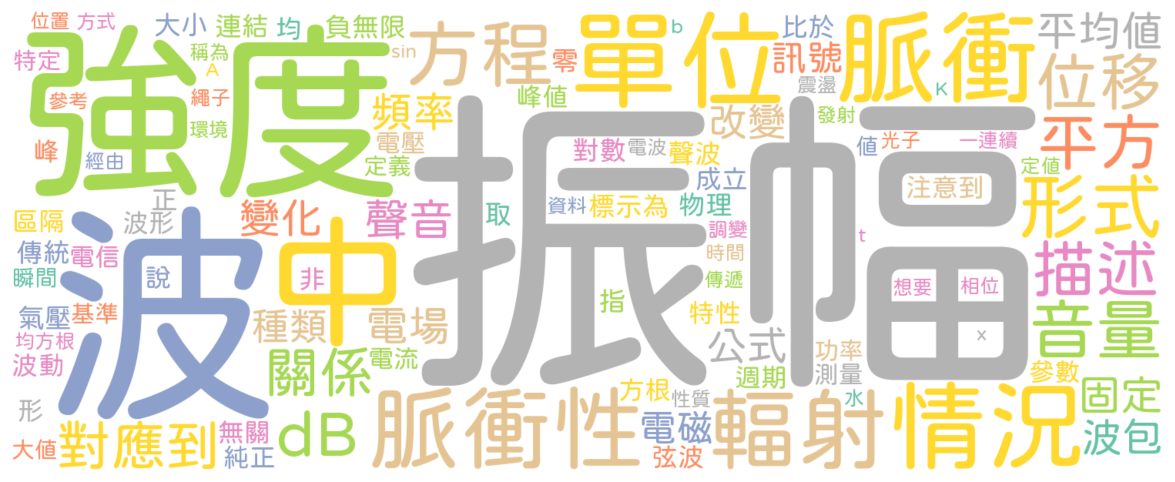 位置 方式 大小 連結 均 負無限 sin 方程 零 單位 b 比於 訊號 脈衝 平均值
特定 稱為 A 強度 峰值 震盪 K 位移
參考 繩子 頻率 改變 發射
峰 經由 環境 電壓 定義 對數 電波 聲波 值 光子 一連續 平方
成立 定值
正 振幅 注意到 形式
區隔 波形 變化 聲音 取 資料 標示為 物理
傳統 電信 調變 t
瞬間 波 說 中 非 時間 描述
傳遞 想要 相位
氣壓 基準 種類 電場 指 特性 音量
均方根 公式 功率 x
波動 關係 電流 週期 測量 參數
形 dB 脈衝性 方根 性質 水 輻射 情況 固定
大值 對應到 無關 電磁 波包
純正 弦波